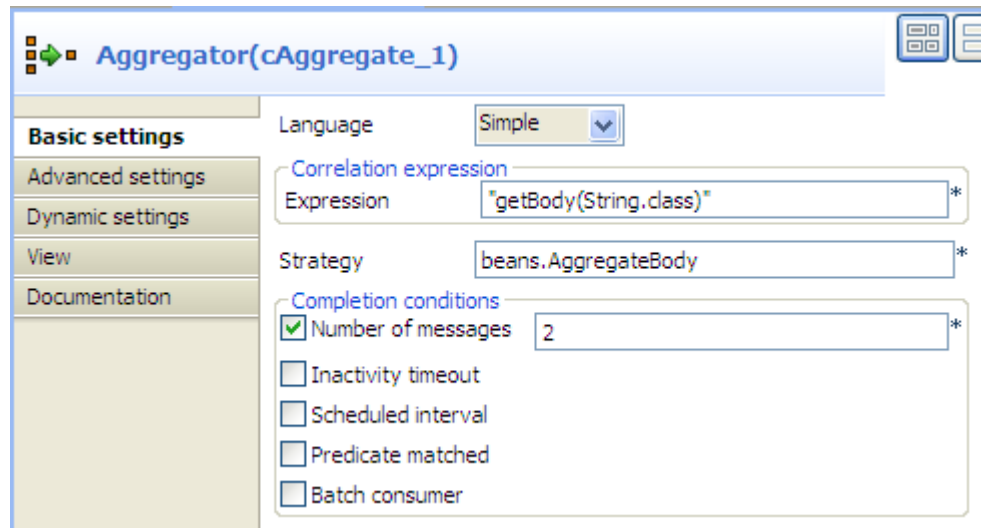 Aggregator(cAggregate_1)
Basic settings
Advanced settings
Dynamic settings
View
Documentation
Language Simple
Correlation expression
Expression "getBody(String.class)" *
Strategy beans.AggregateBody *
Completion conditions
Number of messages 2 *
Inactivity timeout
Scheduled interval
Predicate matched
Batch consumer